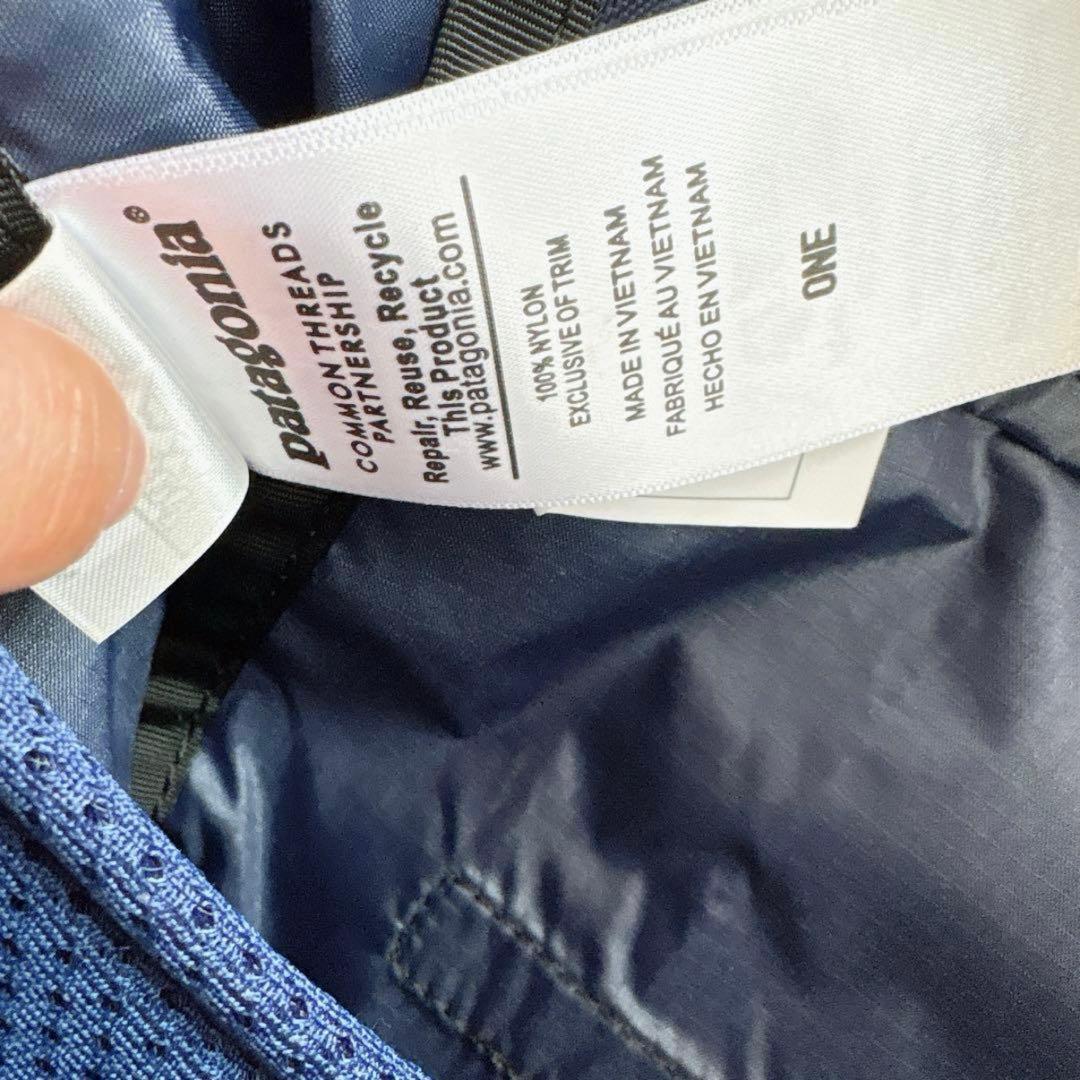 patagonia®
COMMON THREADS
PARTNERSHIP
Repair, Reuse, Recycle
This Product
www.patagonia.com
100% NYLON
EXCLUSIVE OF TRIM
MADE IN VIETNAM
FABRIQUÉ AU VIETNAM
HECHO EN VIETNAM
ONE